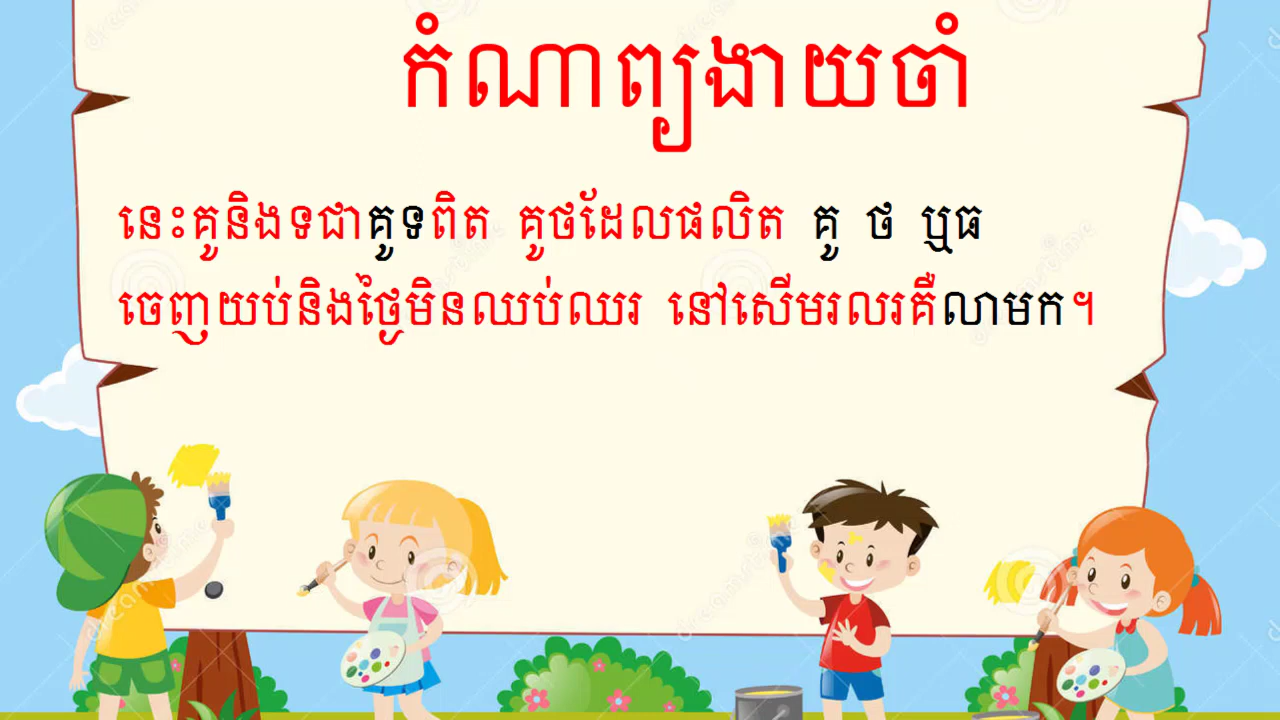 កំណាព្យងាយចាំ
នេះគូនិងទជាគូទពិត គូថដែលផលិត គូ ថ ឬធ
ចេញយប់និងថ្ងៃមិនឈប់ឈរ នៅសើមរលរគឺលាមក។